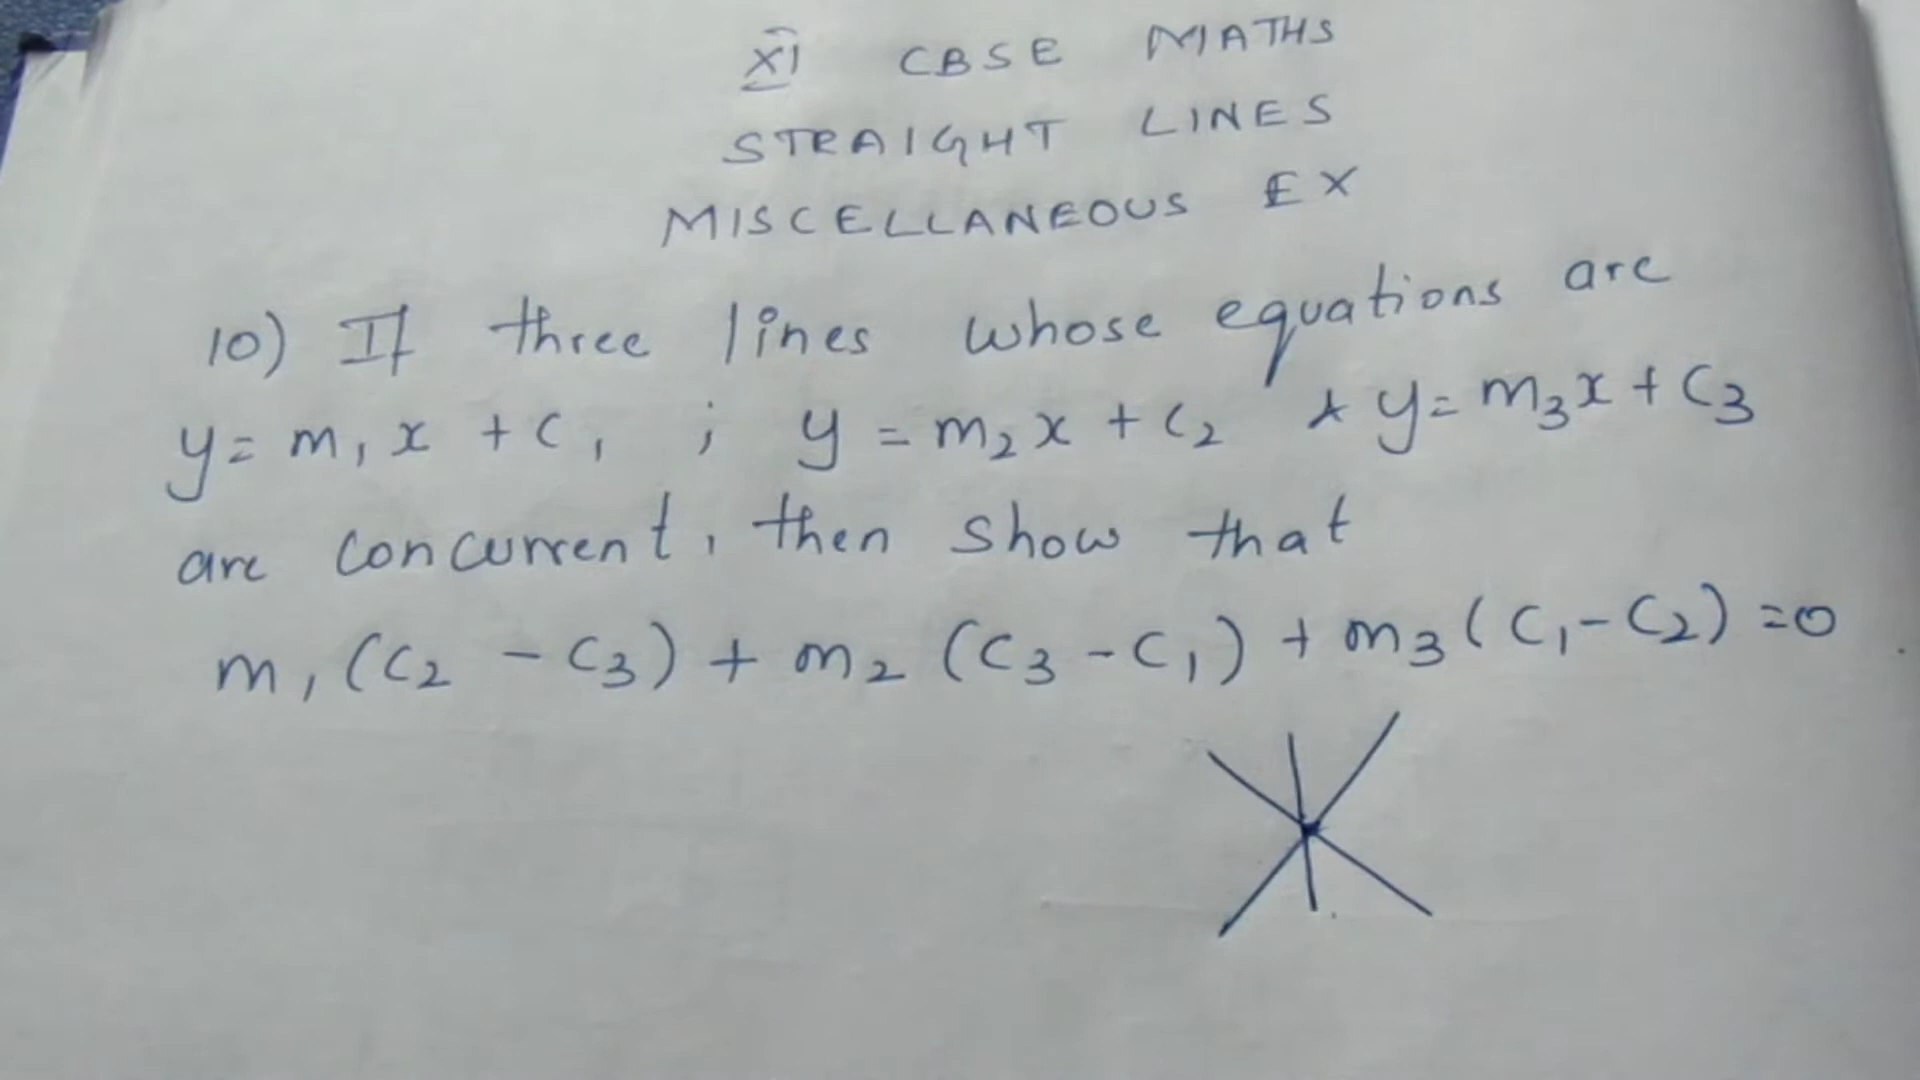 XI CBSE MATHS
STRAIGHT LINES
MISCELLANEOUS EX
10) If three lines whose equations are
y = m₁x + c₁ ; y = m₂x + c₂ & y = m₃x + c₃
are concurrent, then show that
m₁(c₂ - c₃) + m₂(c₃ - c₁) + m₃(c₁ - c₂) = 0